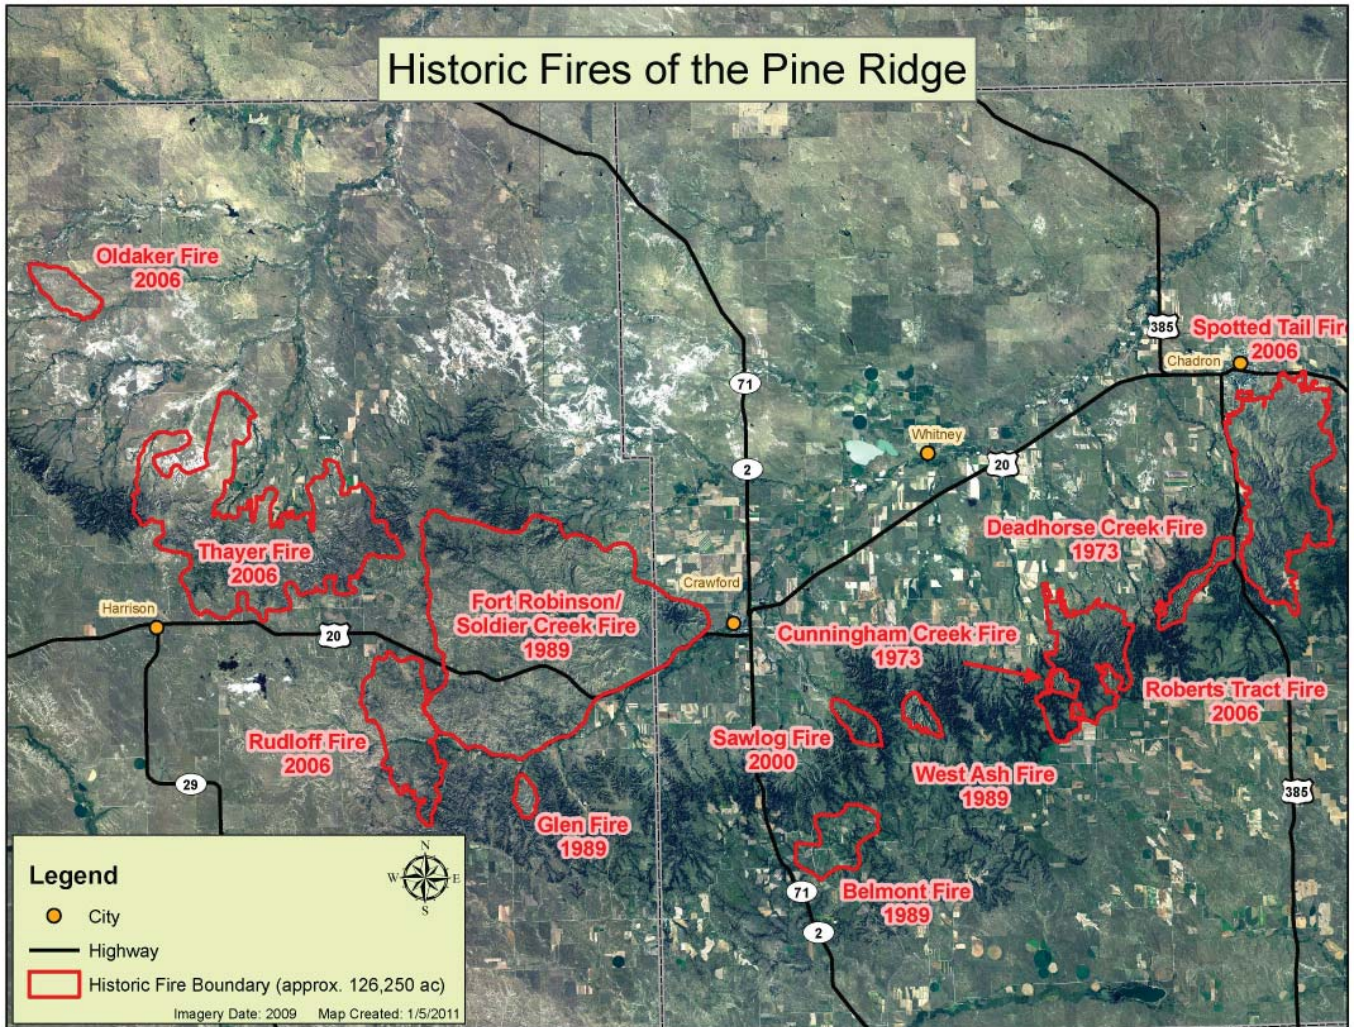 Historic Fires of the Pine Ridge
Oldaker Fire
2006
385
Spotted Tail Fire
2006
Chadron
71
Whitney
2
20
Deadhorse Creek Fire
1973
Thayer Fire
2006
Crawford
Harrison
20
Fort Robinson/
Soldier Creek Fire
1989
Cunningham Creek Fire
1973
Roberts Tract Fire
2006
Rudloff Fire
2006
Sawlog Fire
2000
West Ash Fire
1989
29
385
Glen Fire
1989
71
Belmont Fire
1989
2
Legend
N
W
E
S
City
Highway
Historic Fire Boundary (approx. 126,250 ac)
Imagery Date: 2009 Map Created: 1/5/2011